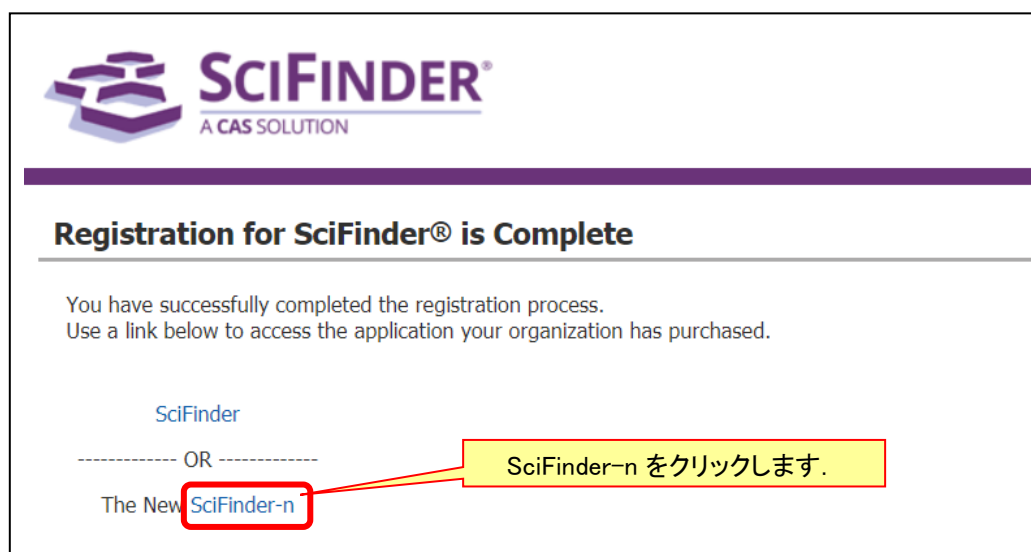 SCIFINDER®
A CAS SOLUTION
Registration for SciFinder® is Complete
You have successfully completed the registration process.
Use a link below to access the application your organization has purchased.
SciFinder
------------- OR -------------
SciFinder-n をクリックします.
The New SciFinder-n